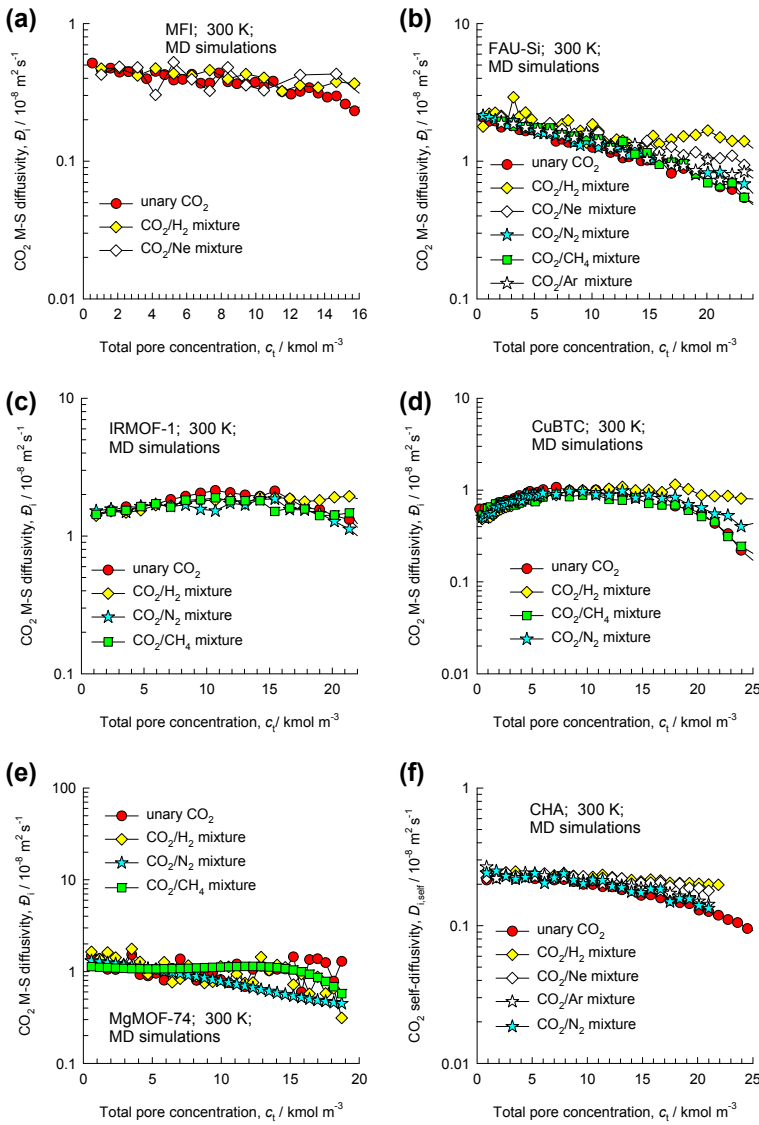 (a)
MFI; 300 K;
MD simulations
CO2 M-S diffusivity, Đi / 10-8 m2 s-1
1
0.1
0.01
unary CO2
CO2/H2 mixture
CO2/Ne mixture
0 2 4 6 8 10 12 14 16
Total pore concentration, ct / kmol m-3
(b)
FAU-Si; 300 K;
MD simulations
CO2 M-S diffusivity, Đi / 10-8 m2 s-1
10
1
0.1
unary CO2
CO2/H2 mixture
CO2/Ne mixture
CO2/N2 mixture
CO2/CH4 mixture
CO2/Ar mixture
0 5 10 15 20
Total pore concentration, ct / kmol m-3
(c)
IRMOF-1; 300 K;
MD simulations
CO2 M-S diffusivity, Đi / 10-8 m2 s-1
10
1
0.1
unary CO2
CO2/H2 mixture
CO2/N2 mixture
CO2/CH4 mixture
0 5 10 15 20
Total pore concentration, ct/ kmol m-3
(d)
CuBTC; 300 K;
MD simulations
CO2 M-S diffusivity, Đi / 10-8 m2 s-1
10
1
0.1
0.01
unary CO2
CO2/H2 mixture
CO2/CH4 mixture
CO2/N2 mixture
0 5 10 15 20 25
Total pore concentration, ct / kmol m-3
(e)
CO2 M-S diffusivity, Đi / 10-8 m2 s-1
100
10
1
0.1
unary CO2
CO2/H2 mixture
CO2/N2 mixture
CO2/CH4 mixture
MgMOF-74; 300 K;
MD simulations
0 5 10 15 20
Total pore concentration, ct / kmol m-3
(f)
CHA; 300 K;
MD simulations
CO2 self-diffusivity, Di,self / 10-8 m2 s-1
1
0.1
0.01
unary CO2
CO2/H2 mixture
CO2/Ne mixture
CO2/Ar mixture
CO2/N2 mixture
0 5 10 15 20 25
Total pore concentration, ct / kmol m-3